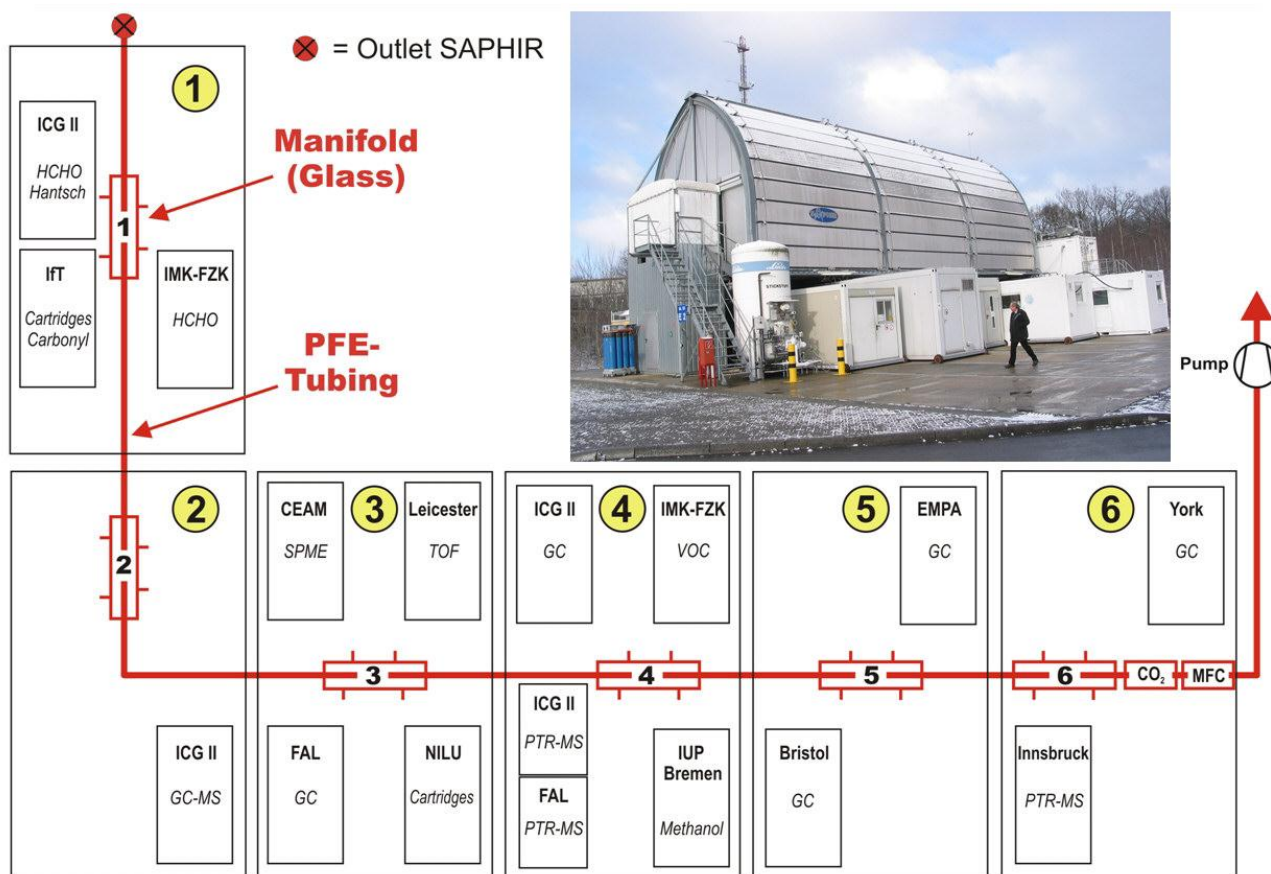 = Outlet SAPHIR
1
ICG II
HCHO
Hantsch
Manifold
(Glass)
1
IfT
Cartridges
Carbonyl
IMK-FZK
HCHO
PFE-
Tubing
STICKSTOFF
Pump
2
2
ICG II
GC-MS
3
CEAM
SPME
Leicester
TOF
3
FAL
GC
NILU
Cartridges
4
ICG II
GC
IMK-FZK
VOC
4
ICG II
PTR-MS
FAL
PTR-MS
IUP
Bremen
Methanol
5
EMPA
GC
5
Bristol
GC
6
York
GC
6
CO₂
MFC
Innsbruck
PTR-MS